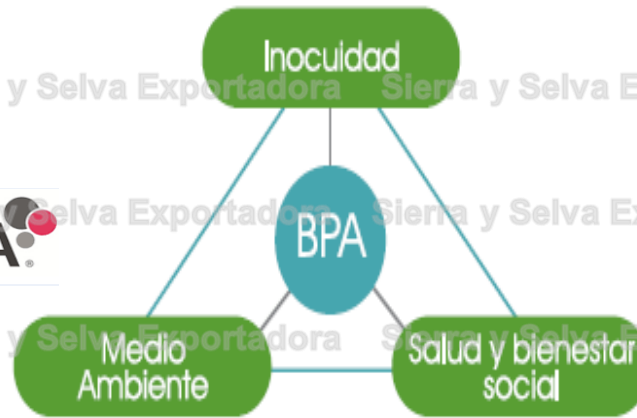 Inocuidad
y Selva Exportadora Sierra y Selva E
BPA
A®
Selva Exportadora Sierra y Selva Ex
Medio
Ambiente
Salud y bienestar
social
y Selva Exportadora Sierra y Selva E